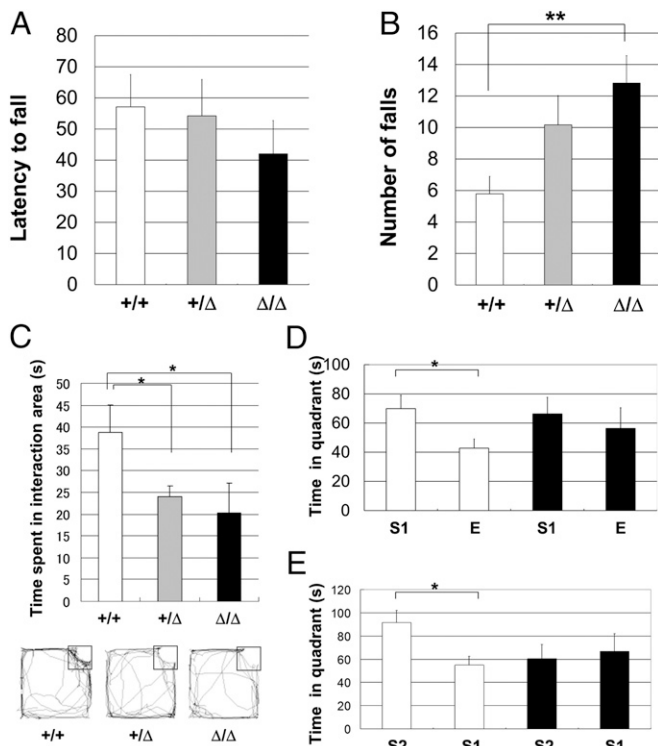 A
Latency to fall
80
70
60
50
40
30
20
10
0
+/+ +/Δ Δ/Δ
B
**
Number of falls
16
14
12
10
8
6
4
2
0
+/+ +/Δ Δ/Δ
C
*
*
Time spent in interaction area (s)
50
45
40
35
30
25
20
15
10
5
0
+/+ +/Δ Δ/Δ
+/+ +/Δ Δ/Δ
D
*
Time in quadrant (s)
100
80
60
40
20
0
S1 E S1 E
E
*
Time in quadrant (s)
120
100
80
60
40
20
0
S2 S1 S2 S1